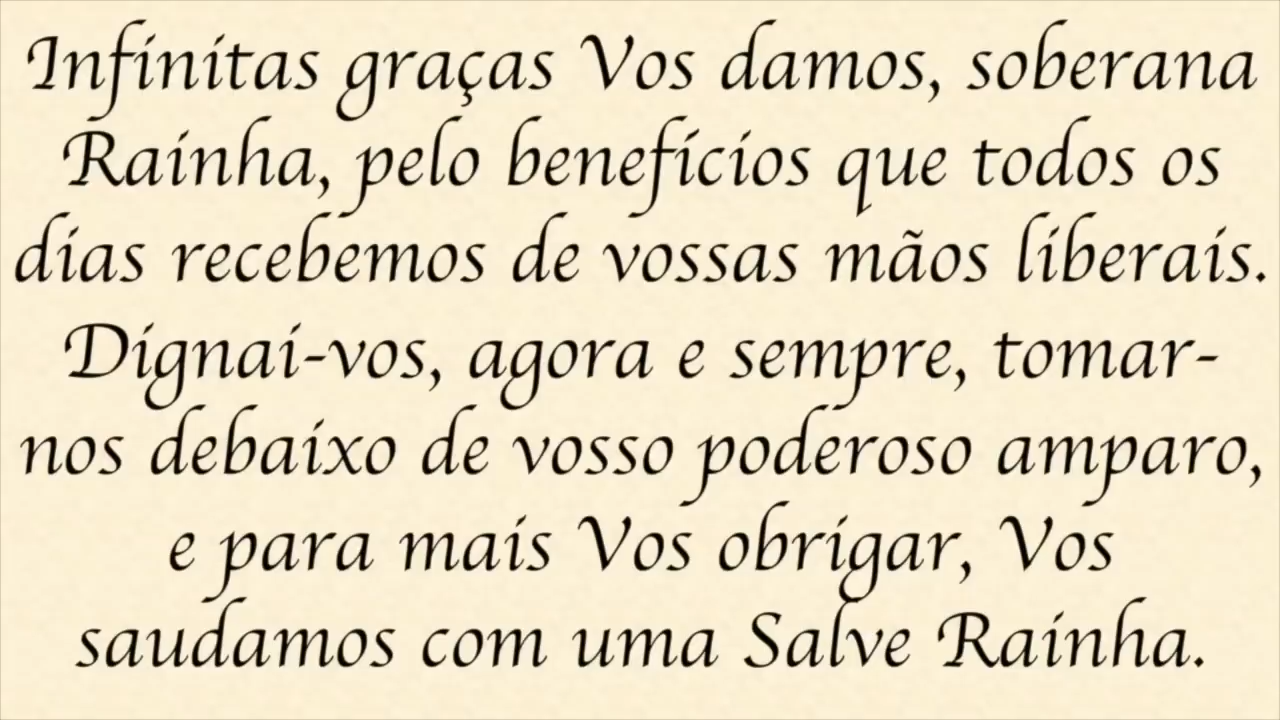 Infinitas graças Vos damos, soberana
Rainha, pelo benefícios que todos os
dias recebemos de vossas mãos liberais.
Dignai-vos, agora e sempre, tomar-
nos debaixo de vosso poderoso amparo,
e para mais Vos obrigar, Vos
saudamos com uma Salve Rainha.